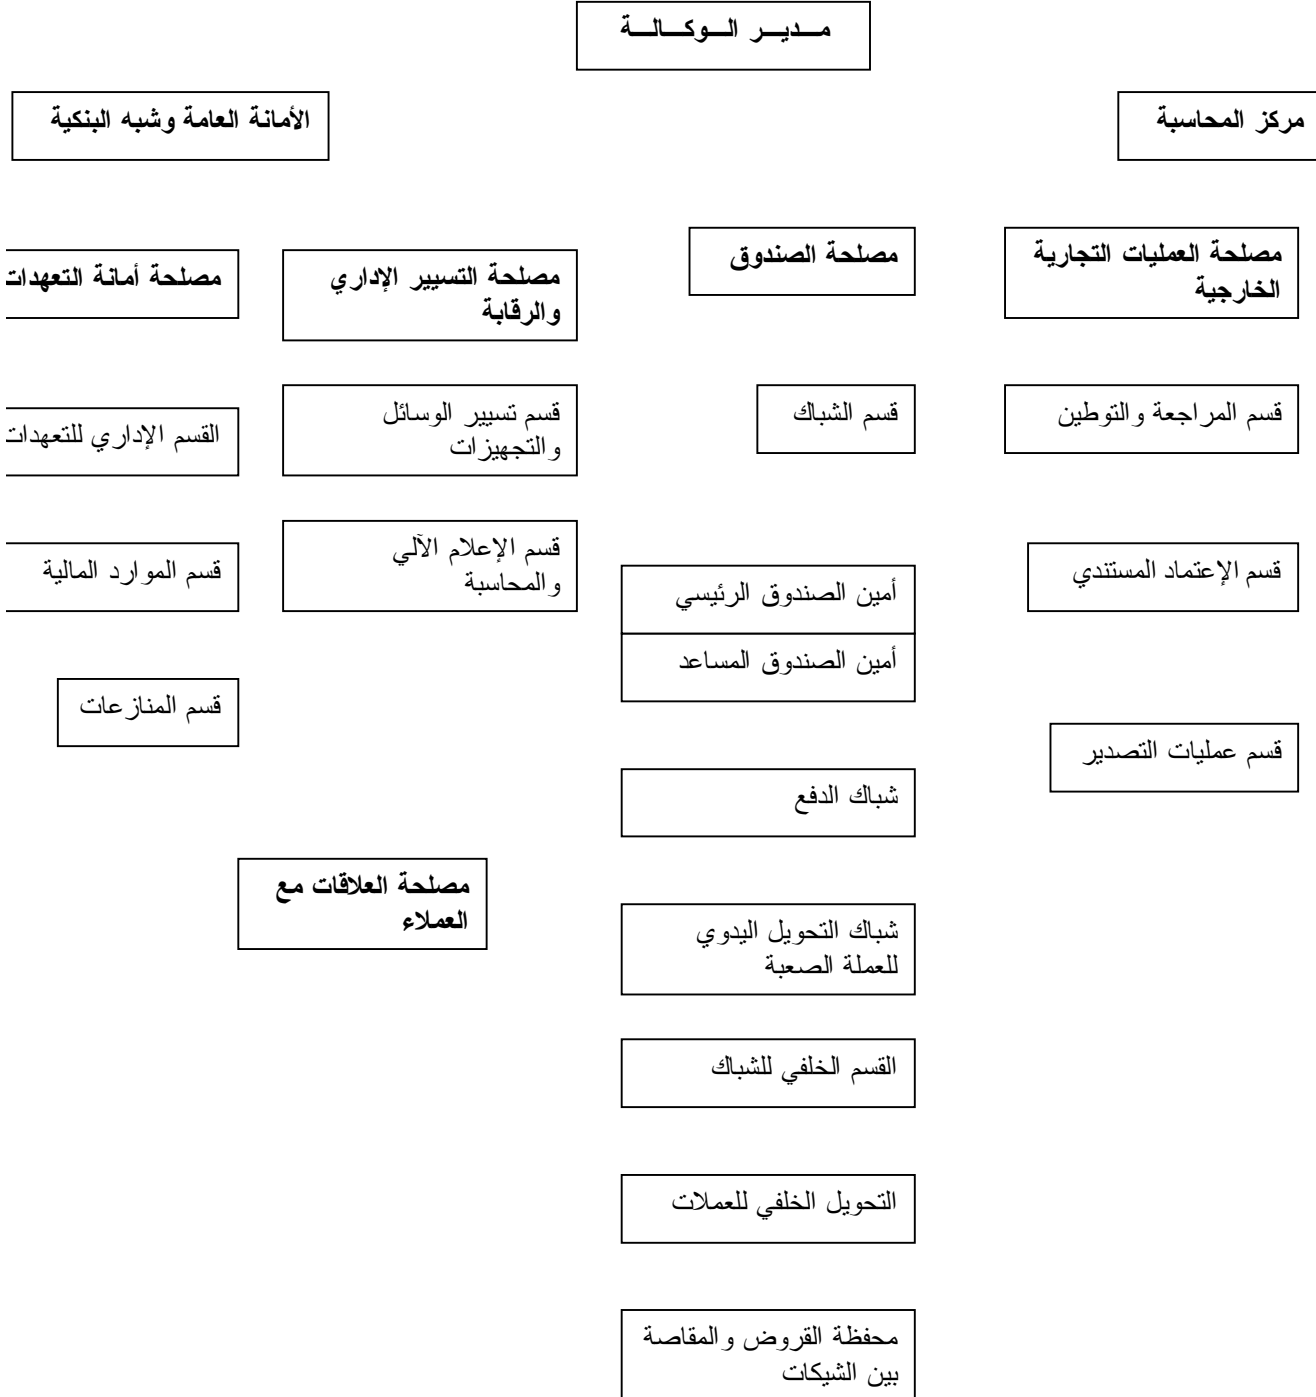 مـــديـــر الـــوكـــالـــة
مركز المحاسبة
الأمانة العامة وشبه البنكية
مصلحة العمليات التجارية
الخارجية
مصلحة الصندوق
مصلحة التسيير الإداري
والرقابة
مصلحة أمانة التعهدات
قسم المراجعة والتوطين
قسم الشباك
قسم تسيير الوسائل
والتجهيزات
القسم الإداري للتعهدات
قسم الإعتماد المستندي
أمين الصندوق الرئيسي
أمين الصندوق المساعد
قسم الإعلام الآلي
والمحاسبة
قسم الموارد المالية
قسم المنازعات
قسم عمليات التصدير
شباك الدفع
مصلحة العلاقات مع
العملاء
شباك التحويل اليدوي
للعملة الصعبة
القسم الخلفي للشباك
التحويل الخلفي للعملات
محفظة القروض والمقاصة
بين الشيكات